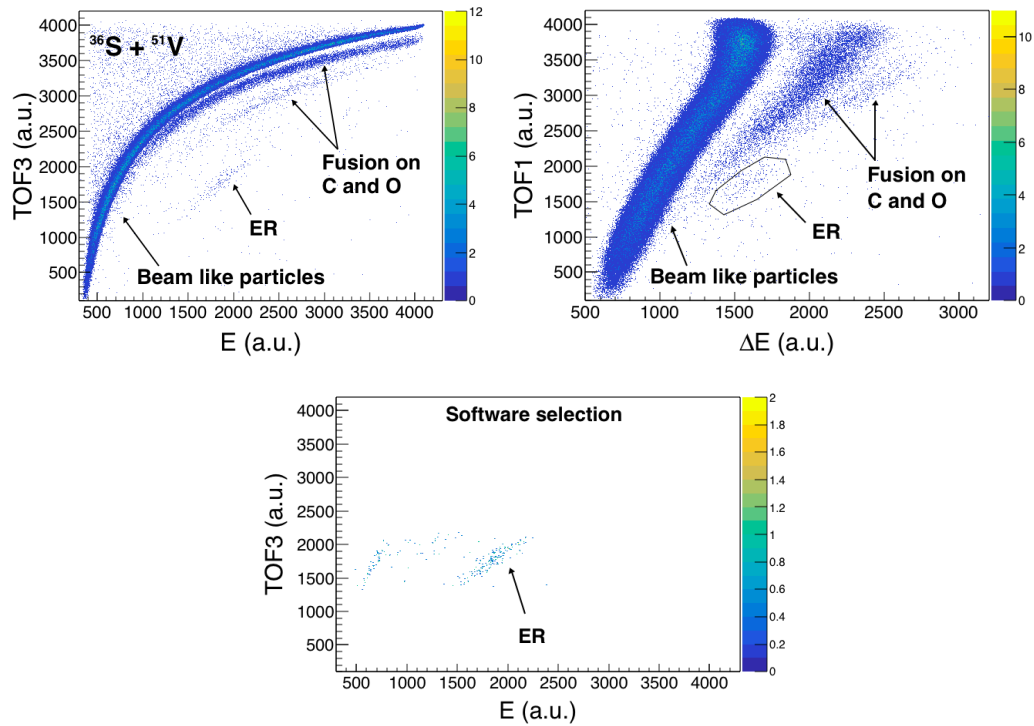 ³⁶S + ⁵¹V
TOF3 (a.u.)
4000
3500
3000
2500
2000
1500
1000
500
Fusion on
C and O
ER
Beam like particles
500 1000 1500 2000 2500 3000 3500 4000
E (a.u.)
12
10
8
6
4
2
0
TOF1 (a.u.)
4000
3500
3000
2500
2000
1500
1000
500
Fusion on
C and O
ER
Beam like particles
500 1000 1500 2000 2500 3000
ΔE (a.u.)
10
8
6
4
2
0
Software selection
TOF3 (a.u.)
4000
3500
3000
2500
2000
1500
1000
500
ER
500 1000 1500 2000 2500 3000 3500 4000
E (a.u.)
2
1.8
1.6
1.4
1.2
1
0.8
0.6
0.4
0.2
0